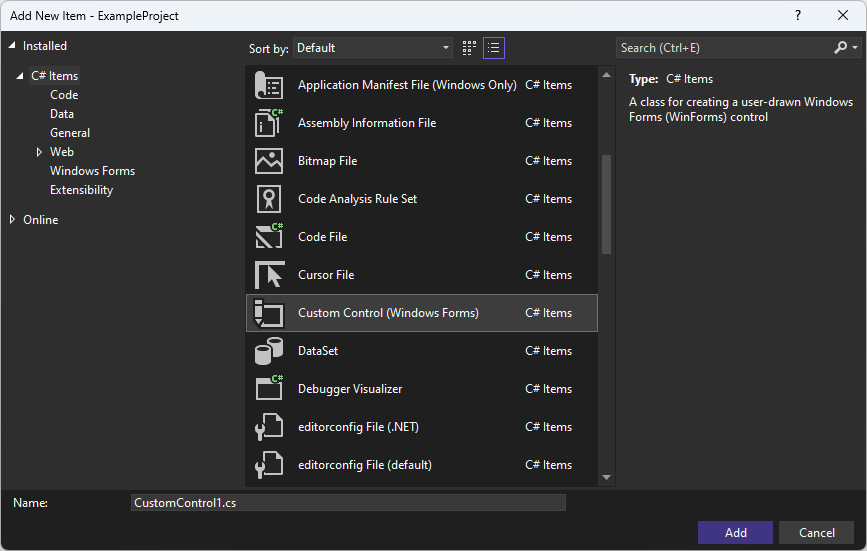 Add New Item - ExampleProject
?
Installed
C# Items
Code
Data
General
Web
Windows Forms
Extensibility
Online
Sort by: Default
Application Manifest File (Windows Only) C# Items
C#
Assembly Information File C# Items
Bitmap File C# Items
Code Analysis Rule Set C# Items
C#
Code File C# Items
Cursor File C# Items
Custom Control (Windows Forms) C# Items
DataSet C# Items
C#
Debugger Visualizer C# Items
editorconfig File (.NET) C# Items
editorconfig File (default) C# Items
Search (Ctrl+E)
Type: C# Items
A class for creating a user-drawn Windows
Forms (WinForms) control
Name: CustomControl1.cs
Add Cancel